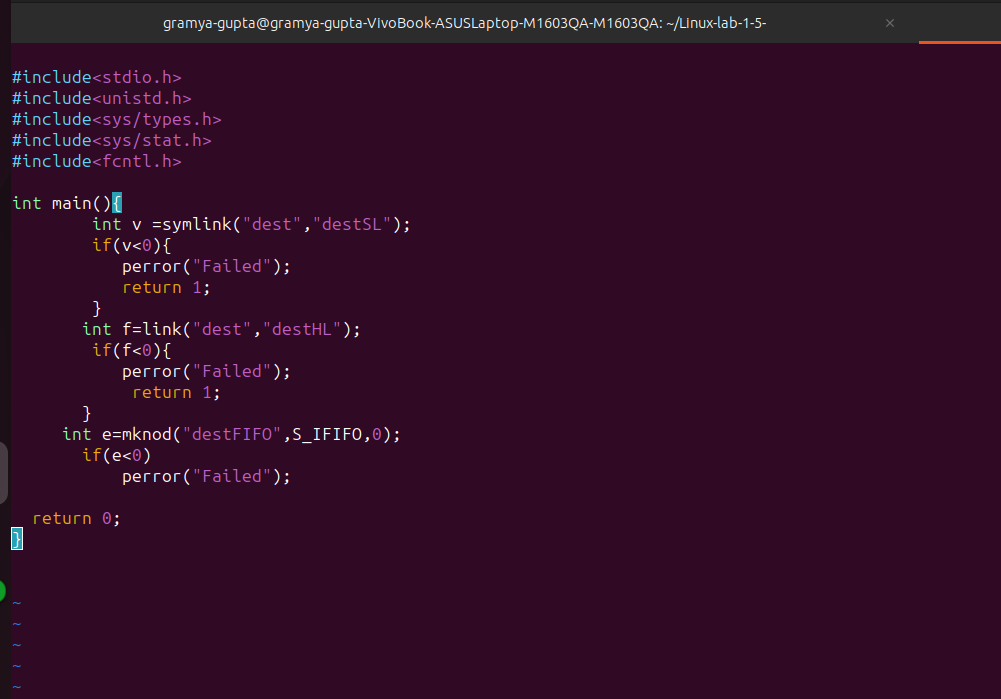 gramya-gupta@gramya-gupta-VivoBook-ASUSLaptop-M1603QA-M1603QA: ~/Linux-lab-1-5- ×
#include<stdio.h>
#include<unistd.h>
#include<sys/types.h>
#include<sys/stat.h>
#include<fcntl.h>
int main(){
        int v =symlink("dest","destSL");
        if(v<0){
           perror("Failed");
           return 1;
        }
       int f=link("dest","destHL");
        if(f<0){
           perror("Failed");
            return 1;
       }
     int e=mknod("destFIFO",S_IFIFO,0);
       if(e<0)
           perror("Failed");
  return 0;
}
~
~
~
~
~